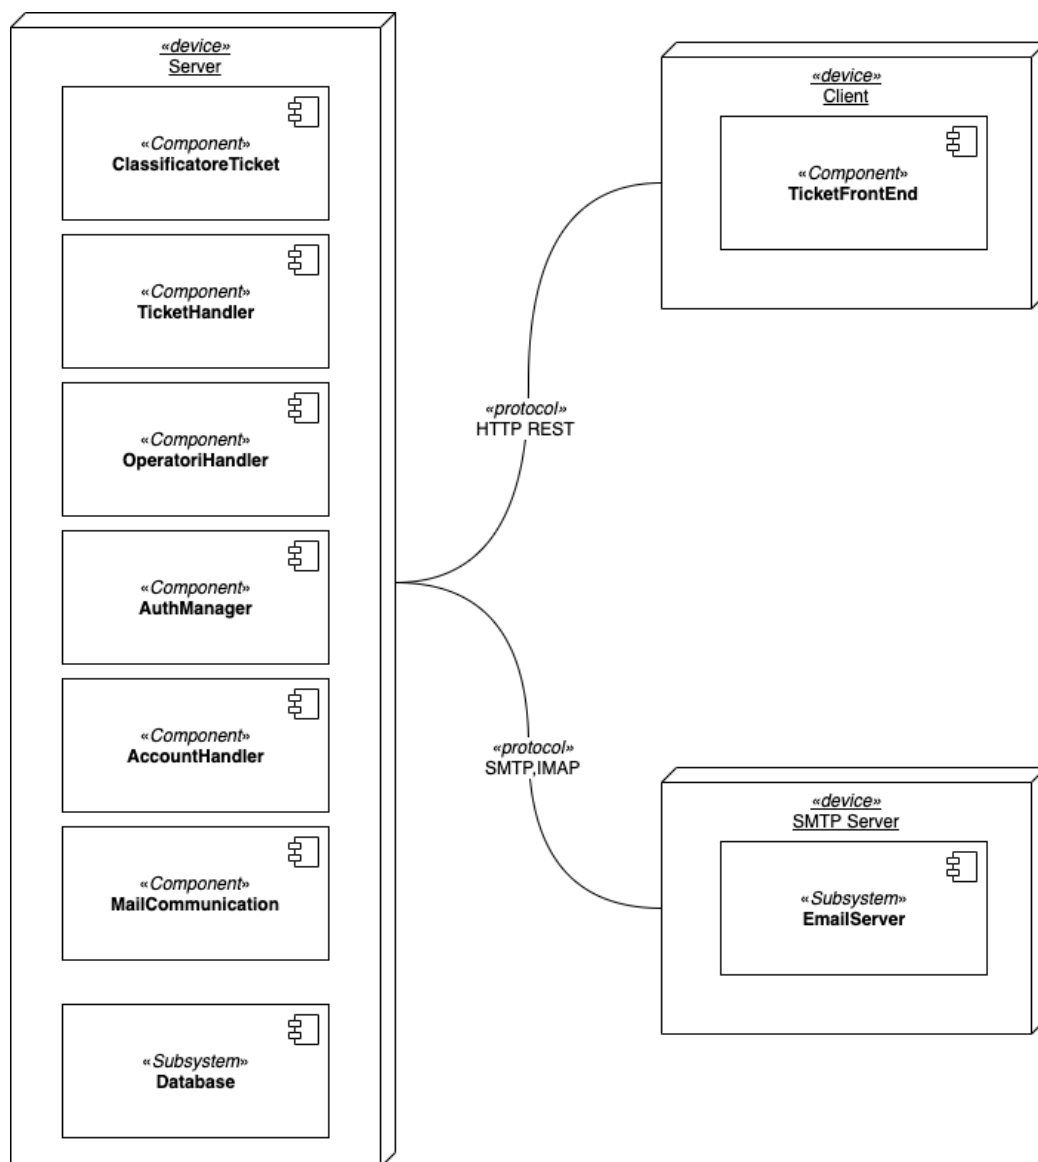 «device»
Server
«Component»
ClassificatoreTicket
«Component»
TicketHandler
«Component»
OperatoriHandler
«Component»
AuthManager
«Component»
AccountHandler
«Component»
MailCommunication
«Subsystem»
Database
«protocol»
HTTP REST
«protocol»
SMTP,IMAP
«device»
Client
«Component»
TicketFrontEnd
«device»
SMTP Server
«Subsystem»
EmailServer